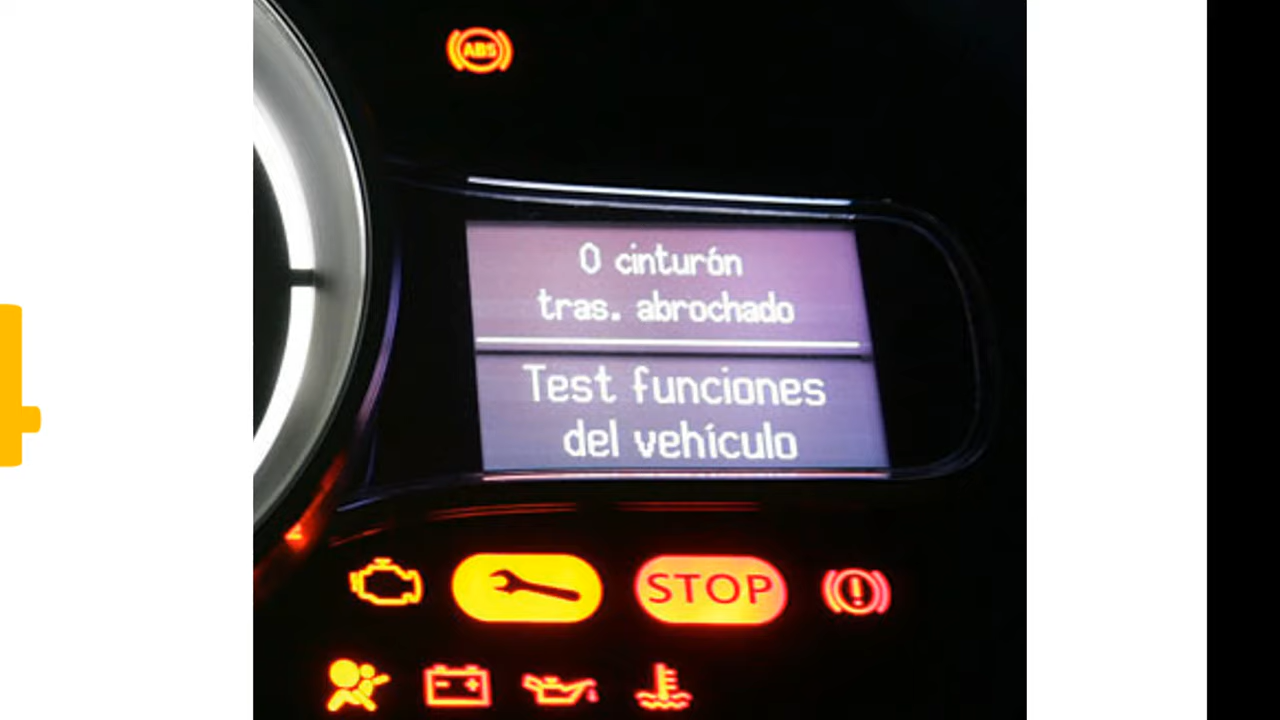 ABS
0 cinturón
tras. abrochado
Test funciones
del vehículo
STOP